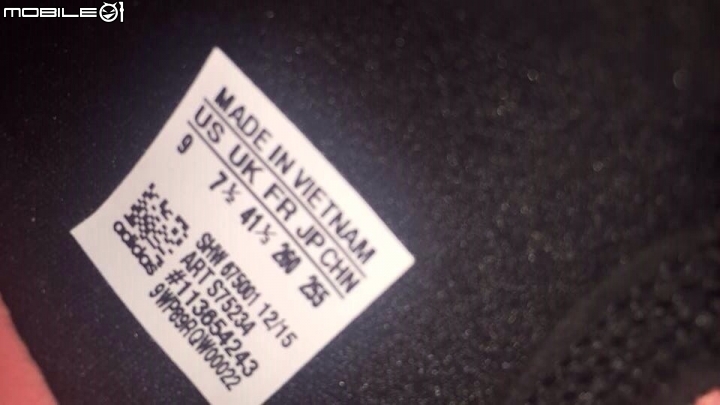 MOBILE01
MADE IN VIETNAM
US UK FR JP CHN
9 7½ 41⅓ 260 255
adidas
SHW 675001 12/15
ART S75234
#113854243
9WP89RQW00022